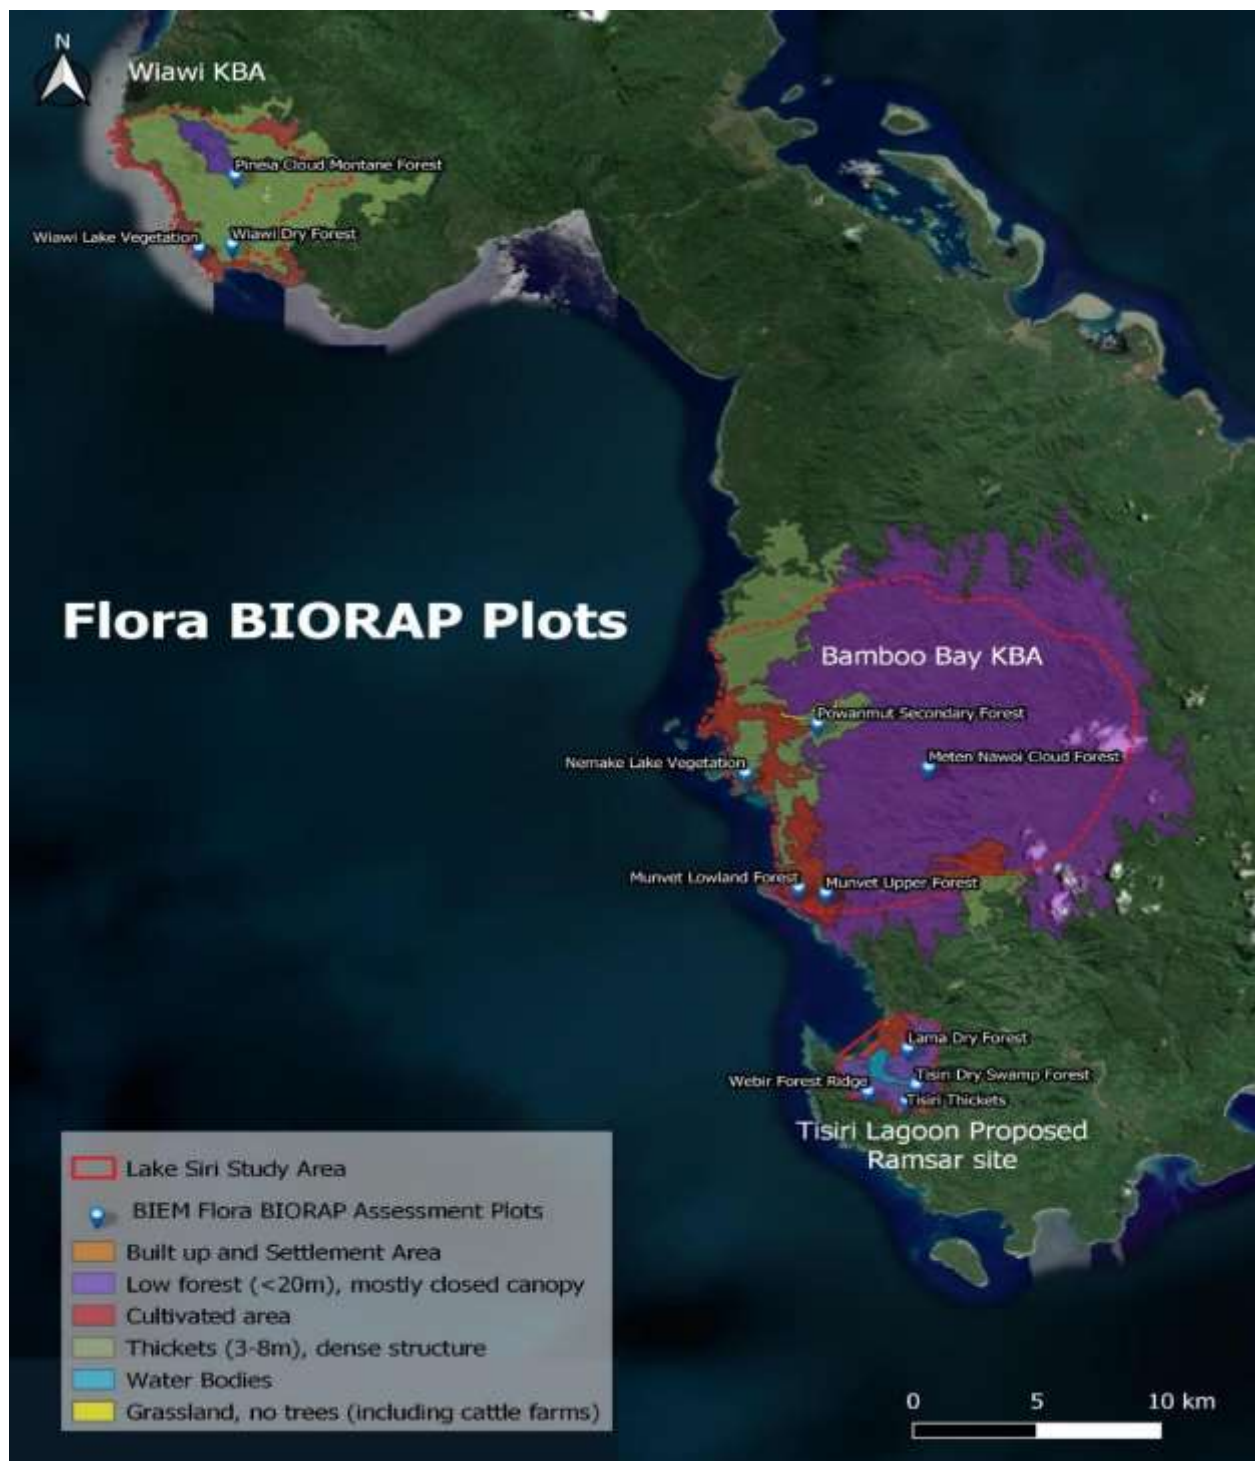 N
Wiawi KBA
Pineia Cloud Montane Forest
Wiawi Lake Vegetation
Wiawi Dry Forest
Flora BIORAP Plots
Bamboo Bay KBA
Powanmut Secondary Forest
Nemake Lake Vegetation
Meten Nawoi Cloud Forest
Munvet Lowland Forest
Munvet Upper Forest
Lama Dry Forest
Webir Forest Ridge
Tisiri Dry Swamp Forest
Tisiri Thickets
Tisiri Lagoon Proposed
Ramsar site
Lake Siri Study Area
BIEM Flora BIORAP Assessment Plots
Built up and Settlement Area
Low forest (<20m), mostly closed canopy
Cultivated area
Thickets (3-8m), dense structure
Water Bodies
Grassland, no trees (including cattle farms)
0 5 10 km